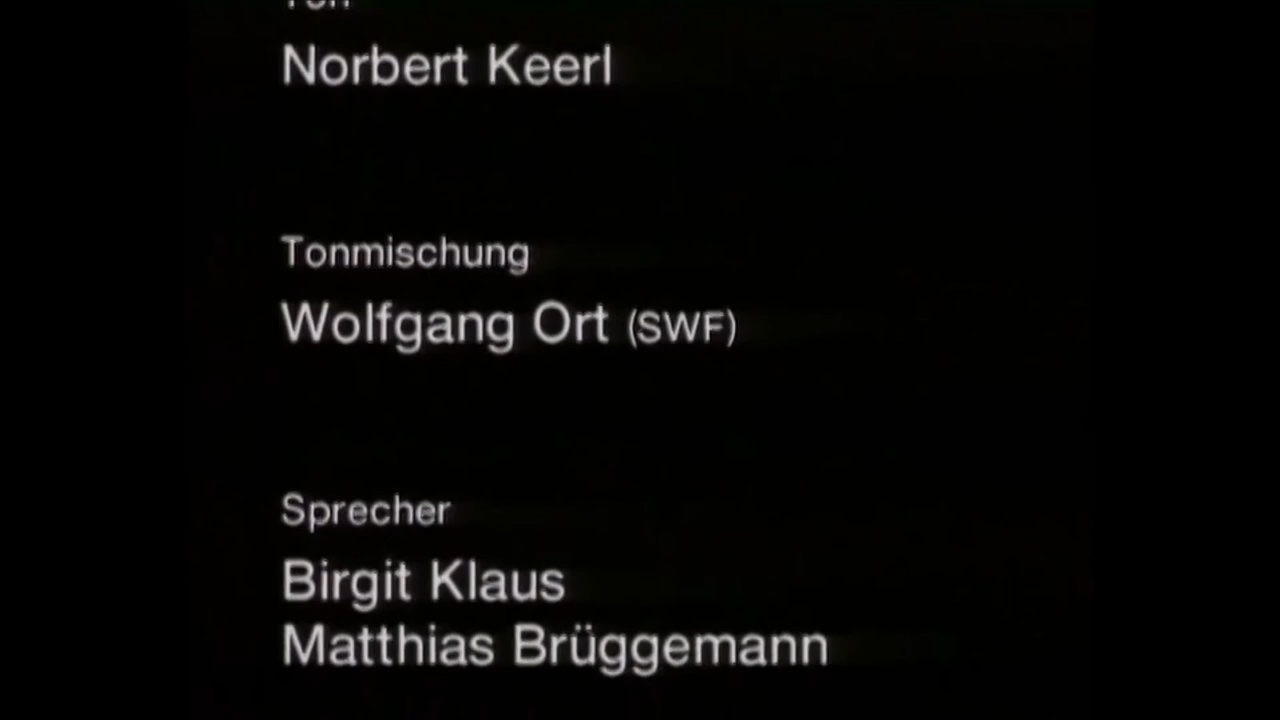 Norbert Keerl
Tonmischung
Wolfgang Ort (SWF)
Sprecher
Birgit Klaus
Matthias Brüggemann